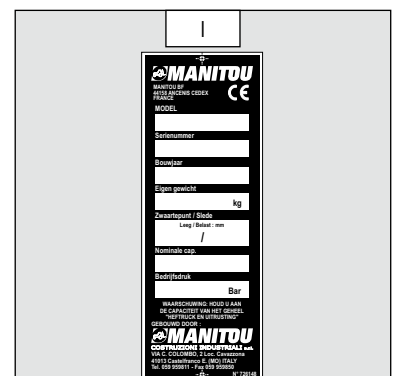 I
MANITOU
MANITOU BF
44158 ANCENIS CEDEX
FRANCE
CE
MODEL
Serienummer
Bouwjaar
Eigen gewicht
kg
Zwaartepunt / Slede
Leeg / Belast : mm
/
Nominale cap.
Bedrijfsdruk
Bar
WAARSCHUWING: HOUD U AAN
DE CAPACITEIT VAN HET GEHEEL
"HEFTRUCK EN UITRUSTING"
GEBOUWD DOOR :
MANITOU
COSTRUZIONI INDUSTRIALI s.r.l.
VIA C. COLOMBO, 2 Loc. Cavazzona
41013 Castelfranco E. (MO) ITALY
Tel. 059 959811 - Fax 059 959850
N° 726148